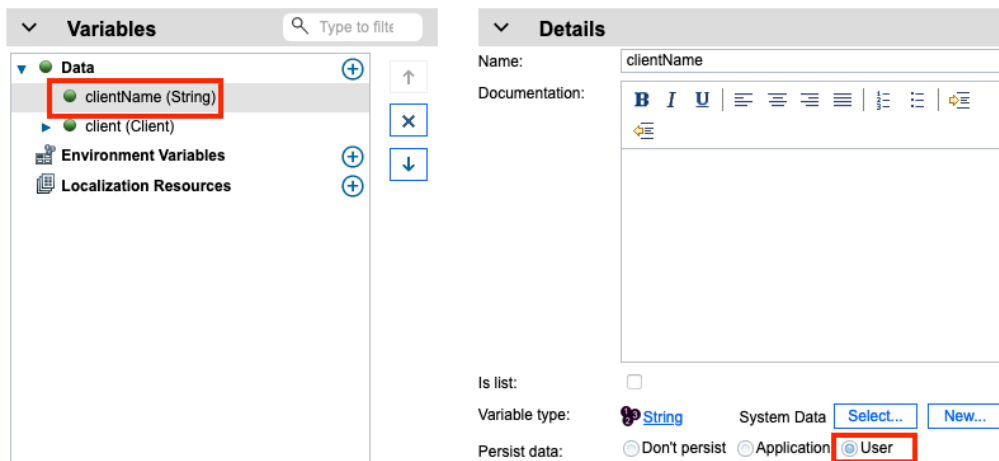 Variables
Type to filte
Data
clientName (String)
client (Client)
Environment Variables
Localization Resources
Details
Name:
clientName
Documentation:
B I U
Is list:
Variable type:
String
System Data
Select...
New...
Persist data:
Don't persist
Application
User